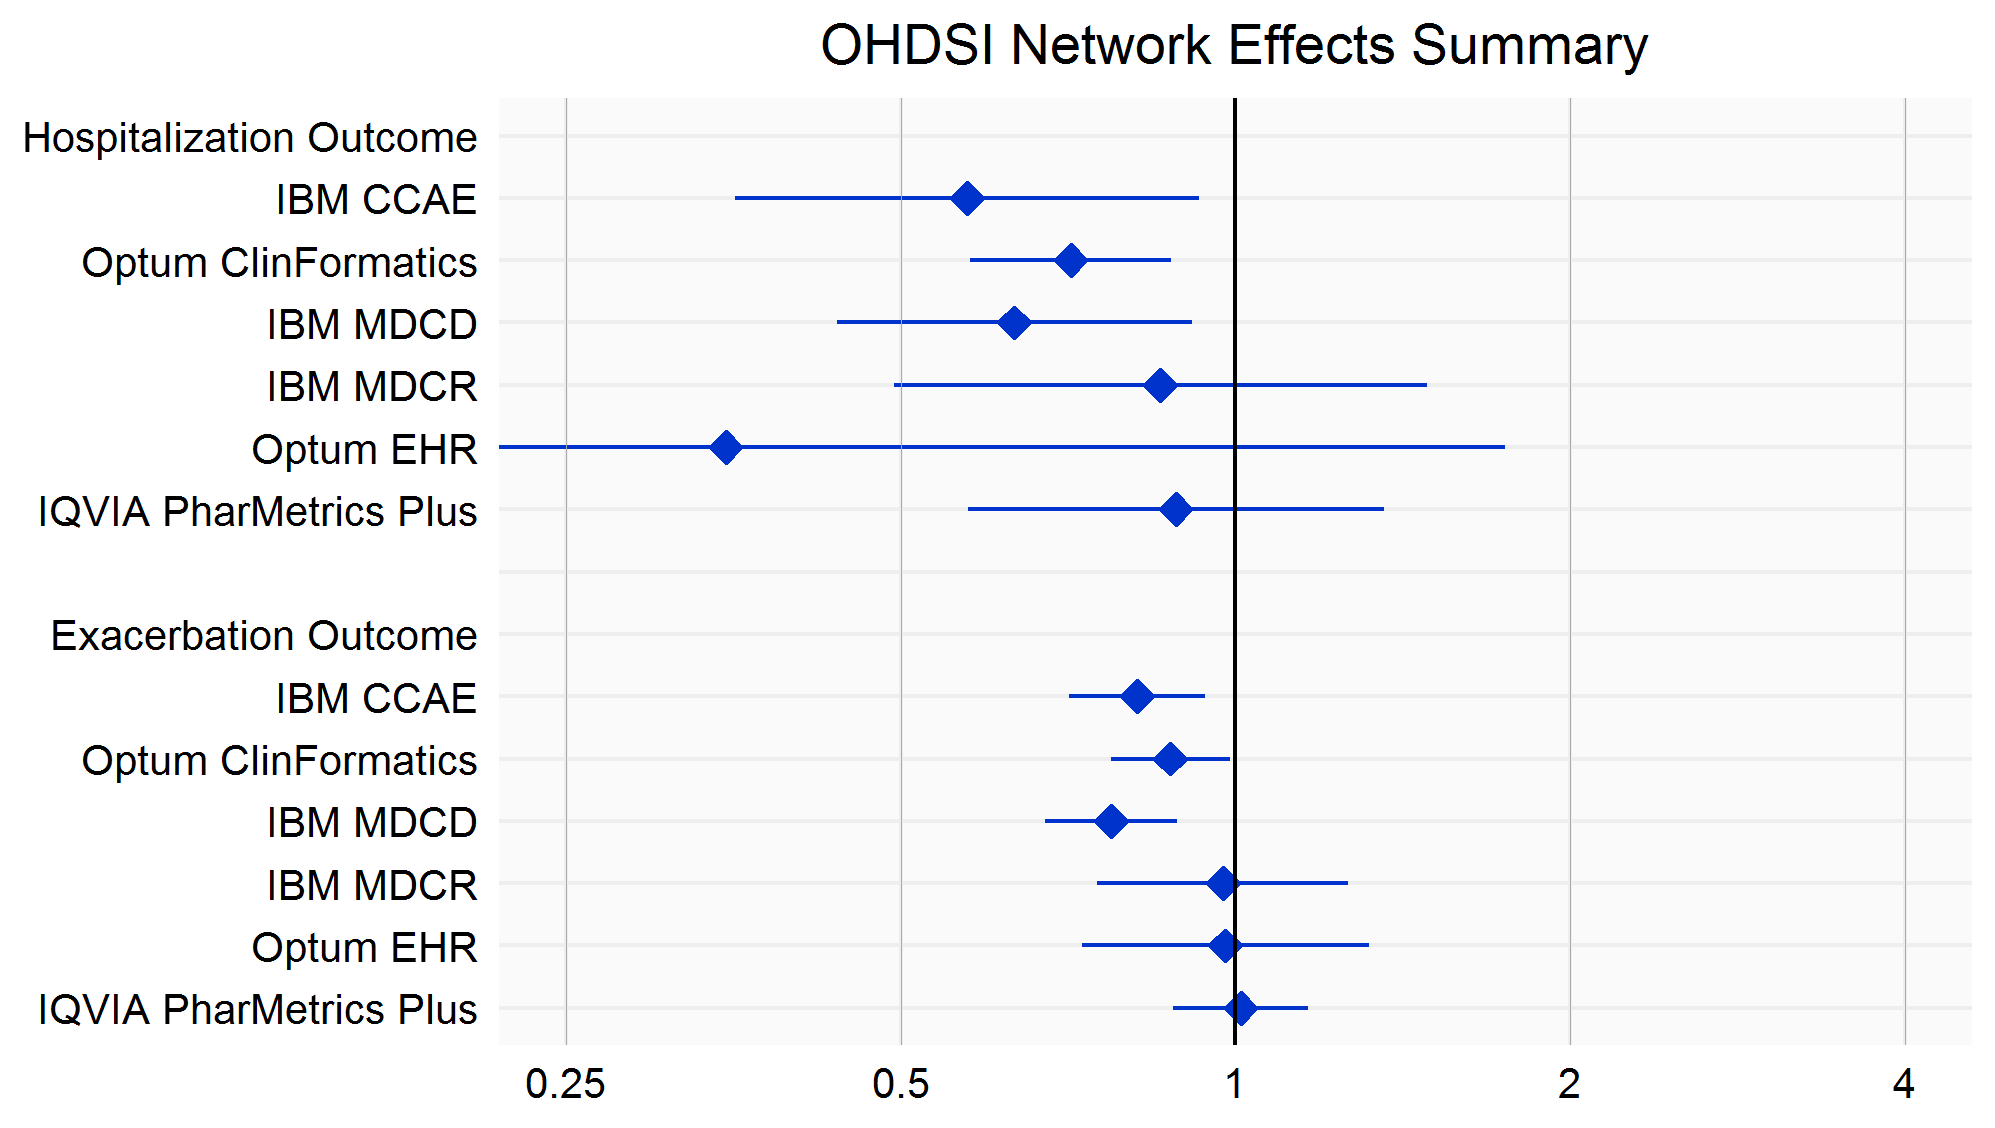 OHDSI Network Effects Summary
Hospitalization Outcome
IBM CCAE
Optum ClinFormatics
IBM MDCD
IBM MDCR
Optum EHR
IQVIA PharMetrics Plus
Exacerbation Outcome
IBM CCAE
Optum ClinFormatics
IBM MDCD
IBM MDCR
Optum EHR
IQVIA PharMetrics Plus
0.25 0.5 1 2 4